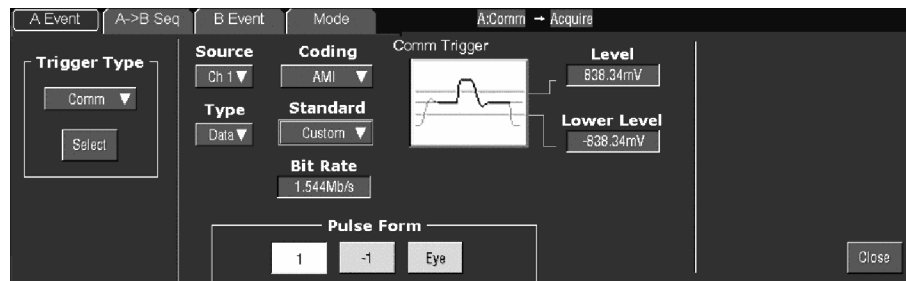 A Event A->B Seq B Event Mode A:Comm → Acquire
Trigger Type
Comm
Select
Source Coding
Ch 1 AMI
Type Standard
Data Custom
Bit Rate
1.544Mb/s
Comm Trigger
Level
838.34mV
Lower Level
-838.34mV
Pulse Form
1 -1 Eye
Close